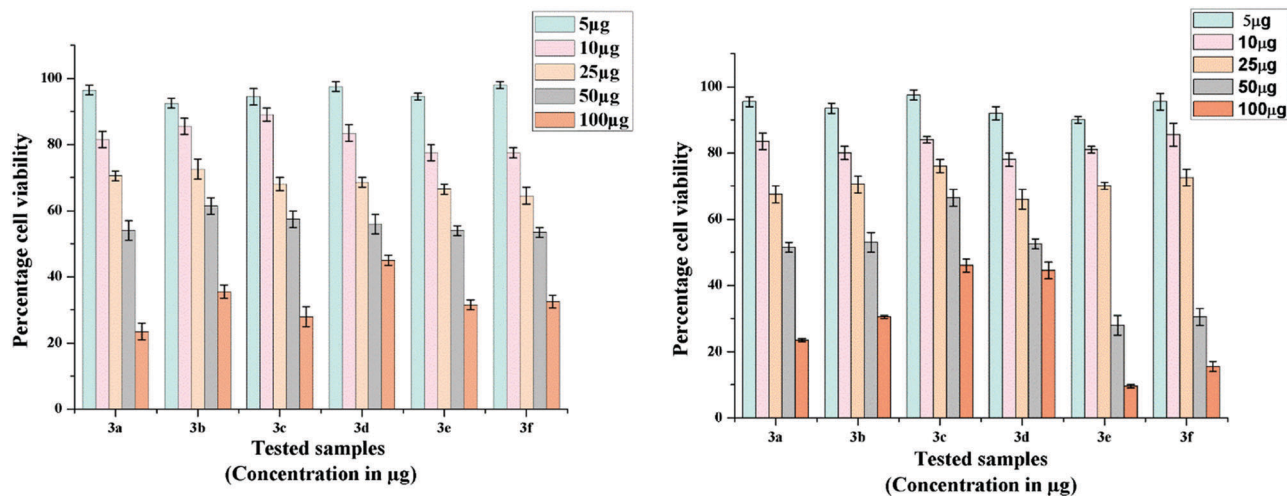 5µg
10µg
25µg
50µg
100µg
100
80
60
40
20
0
Percentage cell viability
3a 3b 3c 3d 3e 3f
Tested samples
(Concentration in µg)
5µg
10µg
25µg
50µg
100µg
100
80
60
40
20
0
Percentage cell viability
3a 3b 3c 3d 3e 3f
Tested samples
(Concentration in µg)